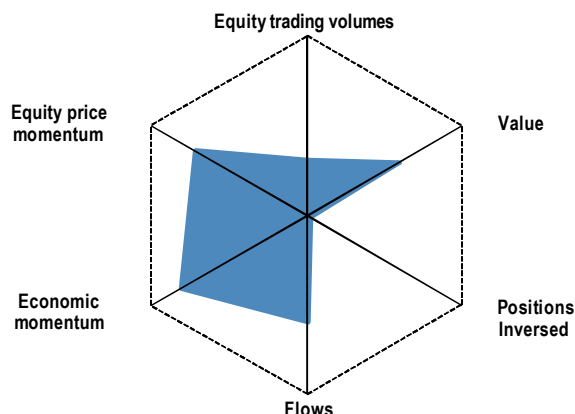 Equity trading volumes
Equity price
momentum
Value
Economic
momentum
Positions
Inversed
Flows